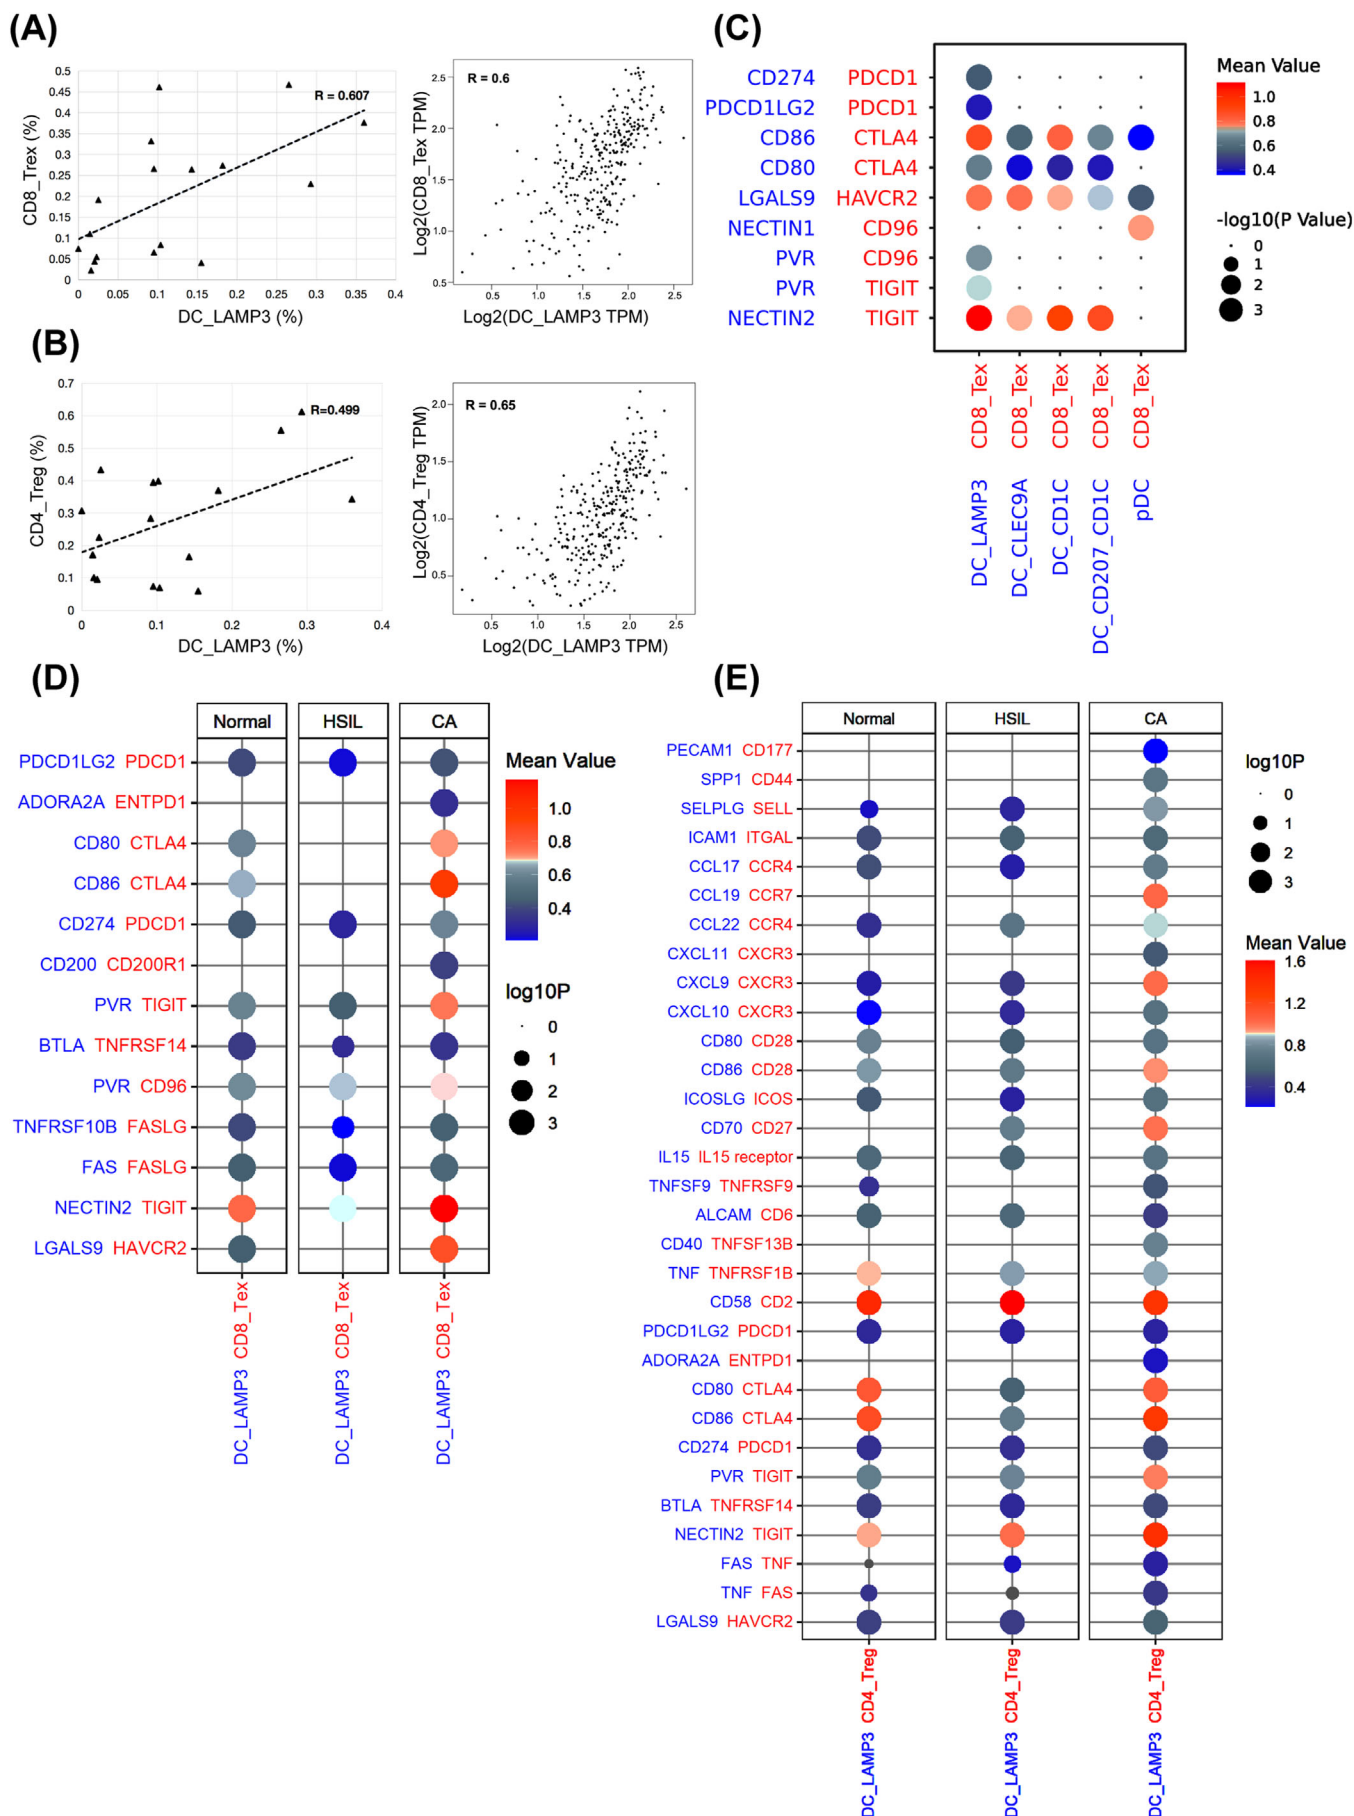 (A)
CD8_Trex (%)
0.5
0.45
0.4
0.35
0.3
0.25
0.2
0.15
0.1
0.05
0
R = 0.607
0 0.05 0.1 0.15 0.2 0.25 0.3 0.35 0.4
DC_LAMP3 (%)
Log2(CD8_Tex TPM)
2.5
2.0
1.5
1.0
0.5
R = 0.6
0.5 1.0 1.5 2.0 2.5
Log2(DC_LAMP3 TPM)
(B)
CD4_Treg (%)
0.7
0.6
0.5
0.4
0.3
0.2
0.1
0
R=0.499
0 0.1 0.2 0.3 0.4
DC_LAMP3 (%)
Log2(CD4_Treg TPM)
2.0
1.5
1.0
0.5
R = 0.65
0.5 1.0 1.5 2.0 2.5
Log2(DC_LAMP3 TPM)
(C)
CD274 PDCD1
PDCD1LG2 PDCD1
CD86 CTLA4
CD80 CTLA4
LGALS9 HAVCR2
NECTIN1 CD96
PVR CD96
PVR TIGIT
NECTIN2 TIGIT
DC_LAMP3 CD8_Tex
DC_CLEC9A CD8_Tex
DC_CD1C CD8_Tex
DC_CD207_CD1C CD8_Tex
pDC CD8_Tex
Mean Value
1.0
0.8
0.6
0.4
-log10(P Value)
0
1
2
3
(D)
Normal HSIL CA
PDCD1LG2 PDCD1
ADORA2A ENTPD1
CD80 CTLA4
CD86 CTLA4
CD274 PDCD1
CD200 CD200R1
PVR TIGIT
BTLA TNFRSF14
PVR CD96
TNFRSF10B FASLG
FAS FASLG
NECTIN2 TIGIT
LGALS9 HAVCR2
DC_LAMP3 CD8_Tex
DC_LAMP3 CD8_Tex
DC_LAMP3 CD8_Tex
Mean Value
1.0
0.8
0.6
0.4
log10P
0
1
2
3
(E)
Normal HSIL CA
PECAM1 CD177
SPP1 CD44
SELPLG SELL
ICAM1 ITGAL
CCL17 CCR4
CCL19 CCR7
CCL22 CCR4
CXCL11 CXCR3
CXCL9 CXCR3
CXCL10 CXCR3
CD80 CD28
CD86 CD28
ICOSLG ICOS
CD70 CD27
IL15 IL15 receptor
TNFSF9 TNFRSF9
ALCAM CD6
CD40 TNFSF13B
TNF TNFRSF1B
CD58 CD2
PDCD1LG2 PDCD1
ADORA2A ENTPD1
CD80 CTLA4
CD86 CTLA4
CD274 PDCD1
PVR TIGIT
BTLA TNFRSF14
NECTIN2 TIGIT
FAS TNF
TNF FAS
LGALS9 HAVCR2
DC_LAMP3 CD4_Treg
DC_LAMP3 CD4_Treg
DC_LAMP3 CD4_Treg
log10P
0
1
2
3
Mean Value
1.6
1.2
0.8
0.4